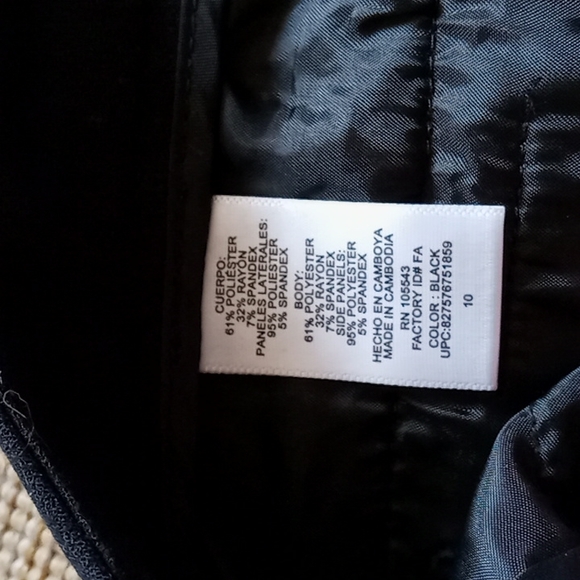 CUERPO:
61% POLIÉSTER
32% RAYON
7% SPANDEX
PANELES LATERALES:
95% POLIESTER
5% SPANDEX
BODY:
61% POLYESTER
32% RAYON
7% SPANDEX
SIDE PANELS:
95% POLYESTER
5% SPANDEX
HECHO EN CAMBOYA
MADE IN CAMBODIA
RN 105543
FACTORY ID# FA
COLOR : BLACK
UPC:827576751859
10